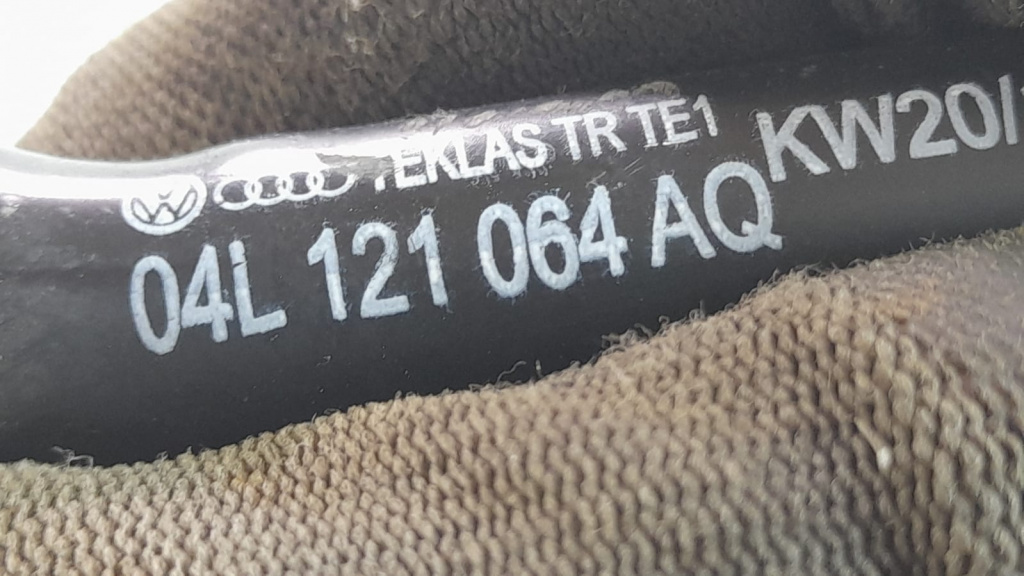 TEKLAS TR TE1
04L 121 064 AQ
KW20/